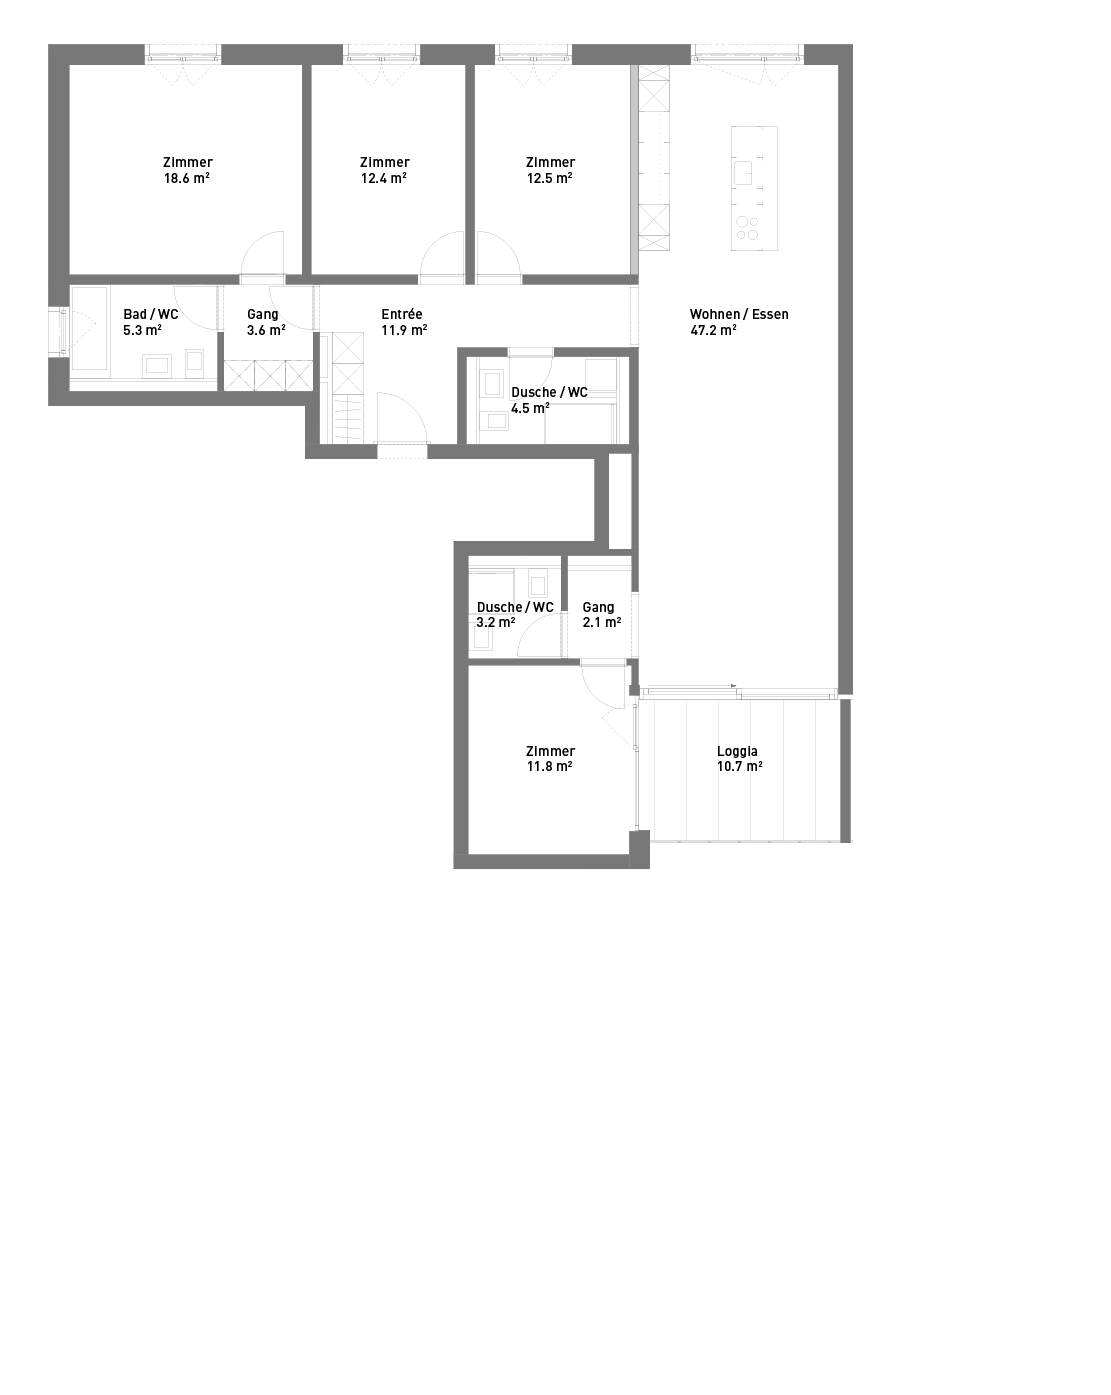 Zimmer
18.6 m²
Zimmer
12.4 m²
Zimmer
12.5 m²
Bad / WC
5.3 m²
Gang
3.6 m²
Entrée
11.9 m²
Wohnen / Essen
47.2 m²
Dusche / WC
4.5 m²
Dusche / WC
3.2 m²
Gang
2.1 m²
Zimmer
11.8 m²
Loggia
10.7 m²